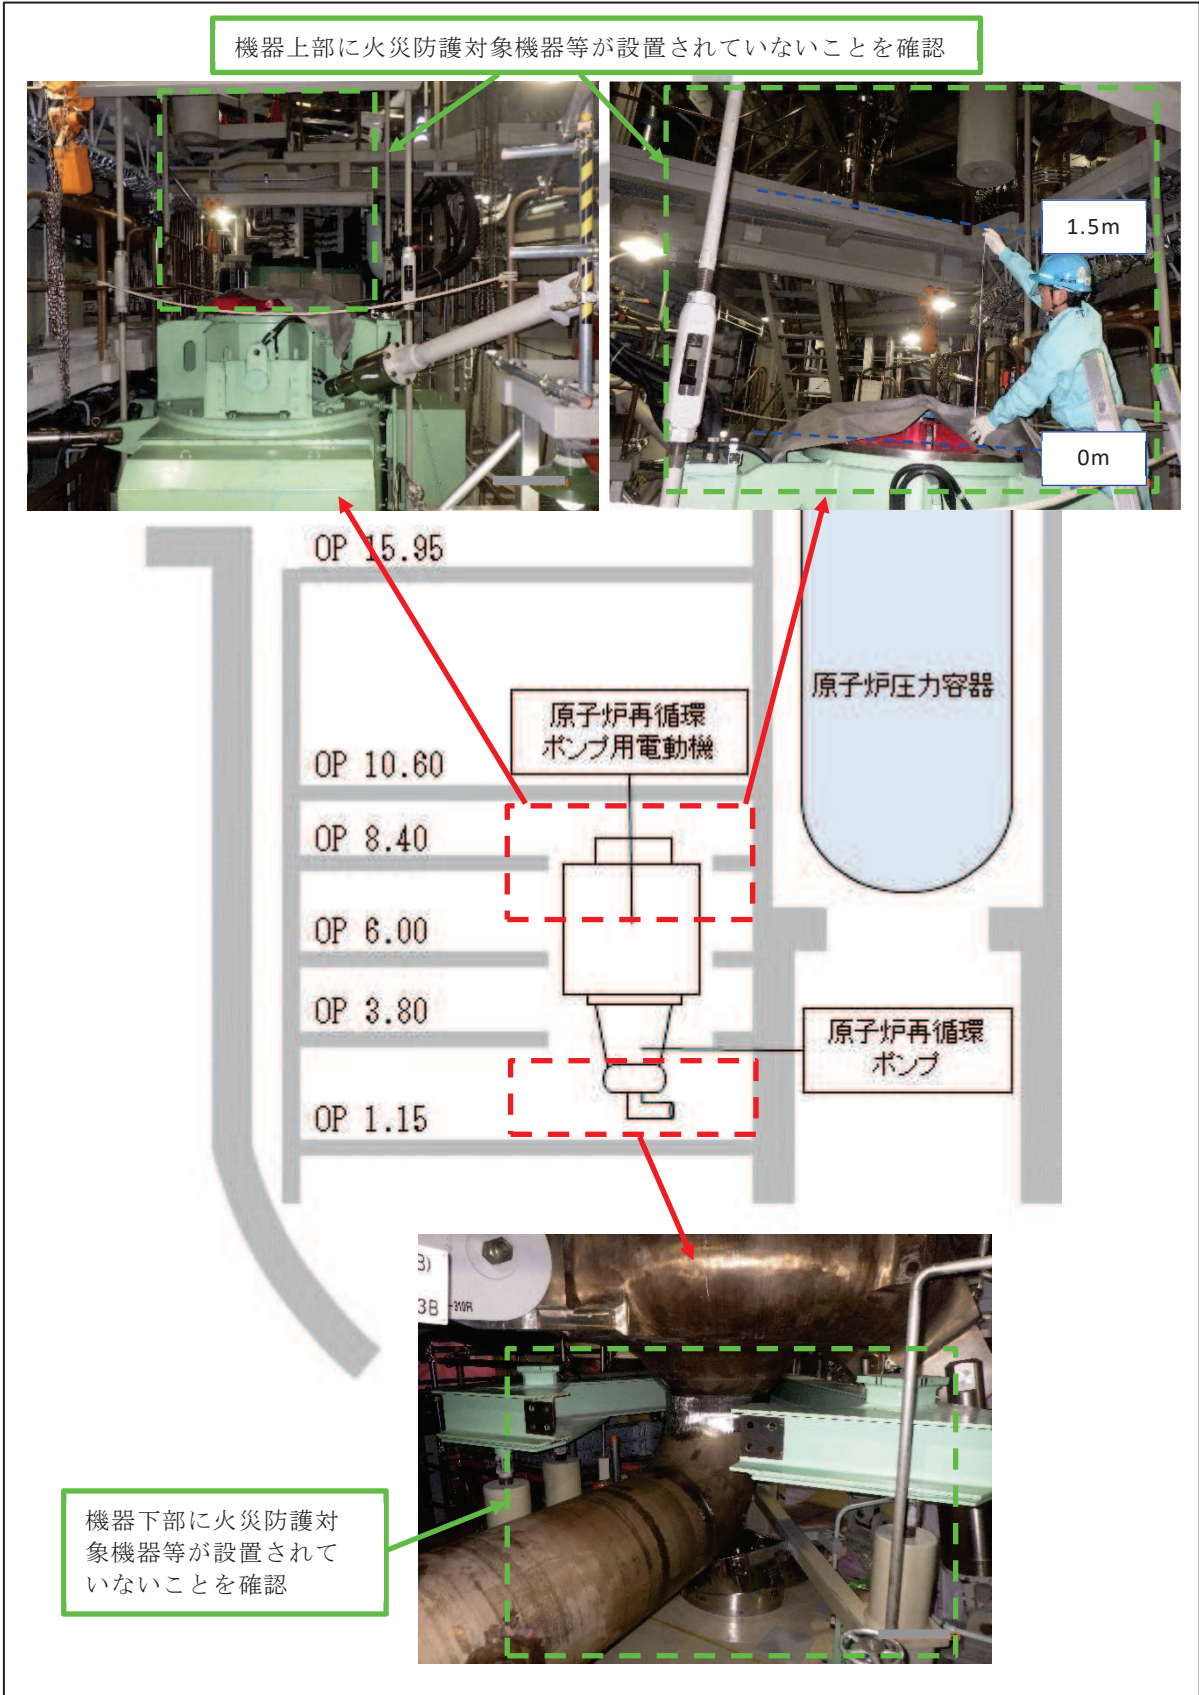 機器上部に火災防護対象機器等が設置されていないことを確認
1.5m
0m
OP 15.95
原子炉圧力容器
原子炉再循環
ポンプ用電動機
OP 10.60
OP 8.40
OP 6.00
OP 3.80
原子炉再循環
ポンプ
OP 1.15
B)
3B
-310R
機器下部に火災防護対
象機器等が設置されて
いないことを確認